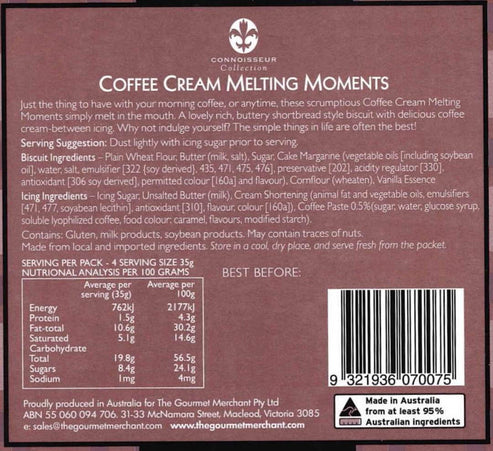 CONNOISSEUR
Collection
COFFEE CREAM MELTING MOMENTS
Just the thing to have with your morning coffee, or anytime, these scrumptious Coffee Cream Melting
Moments simply melt in the mouth. A lovely rich, buttery shortbread style biscuit with delicious coffee
cream-between icing. Why not indulge yourself? The simple things in life are often the best!
Serving Suggestion: Dust lightly with icing sugar prior to serving.
Biscuit Ingredients – Plain Wheat Flour, Butter (milk, salt), Sugar, Cake Margarine (vegetable oils [including soybean
oil], water, salt, emulsifier [322 {soy derived}, 435, 471, 475, 476], preservative [202], acidity regulator [330],
antioxidant [306 soy derived], permitted colour [160a] and flavour), Cornflour (wheaten), Vanilla Essence.
Icing Ingredients – Icing Sugar, Unsalted Butter (milk), Cream Shortening (animal fat and vegetable oils, emulsifiers
[471, 477, soyabean lecithin], antioxidant [310], flavour, colour [160a]), Coffee Paste 0.5%(sugar, water, glucose syrup,
soluble lyophilized coffee, food colour: caramel, flavours, modified starch).
Contains: Gluten, milk products, soybean products. May contain traces of nuts.
Made from local and imported ingredients. Store in a cool, dry place, and serve fresh from the packet.
SERVING PER PACK - 4 SERVING SIZE 35g
NUTRIONAL ANALYSIS PER 100 GRAMS
BEST BEFORE:
Average per serving (35g) Average per 100g
Energy 762kJ 2177kJ
Protein 1.5g 4.3g
Fat-total 10.6g 30.2g
Saturated 5.1g 14.6g
Carbohydrate
Total 19.8g 56.5g
Sugars 8.4g 24.1g
Sodium 1mg 4mg
9 321936 070075
Proudly produced in Australia for The Gourmet Merchant Pty Ltd
ABN 55 060 094 706. 31-33 McNamara Street, Macleod, Victoria 3085
e: sales@thegourmetmerchant.com www.thegourmetmerchant.com
Made in Australia
from at least 95%
Australian ingredients